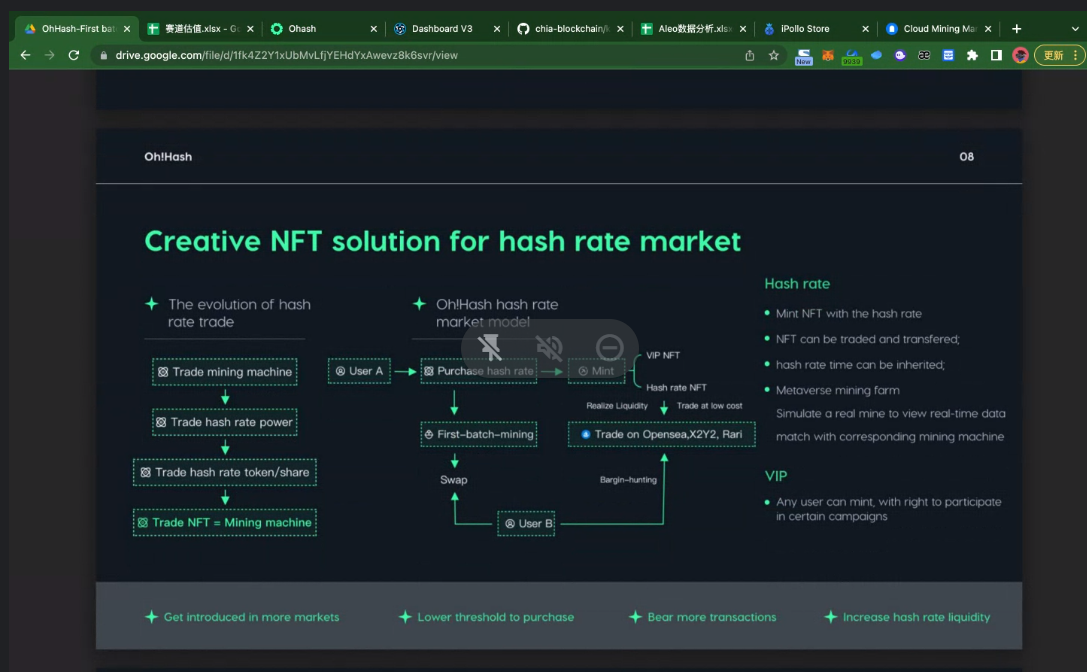 OhHash-First bat
赛道估值.xlsx - G
Ohash
Dashboard V3
chia-blockchain/
Aleo数据分析.xlsx
iPollo Store
Cloud Mining Ma
drive.google.com/file/d/1fk4Z2Y1xUbMvLfjYEHdYxAwevz8k6svr/view
New
9939
æ
更新
Oh!Hash
08
Creative NFT solution for hash rate market
The evolution of hash
rate trade
Trade mining machine
Trade hash rate power
Trade hash rate token/share
Trade NFT = Mining machine
Oh!Hash hash rate
market model
User A
Purchase hash rate
Mint
VIP NFT
Hash rate NFT
Realize Liquidity
Trade at low cost
First-batch-mining
Trade on Opensea,X2Y2, Rari
Swap
Bargin-hunting
User B
Hash rate
Mint NFT with the hash rate
NFT can be traded and transfered;
hash rate time can be inherited;
Metaverse mining farm
Simulate a real mine to view real-time data
match with corresponding mining machine
VIP
Any user can mint, with right to participate
in certain campaigns
Get introduced in more markets
Lower threshold to purchase
Bear more transactions
Increase hash rate liquidity